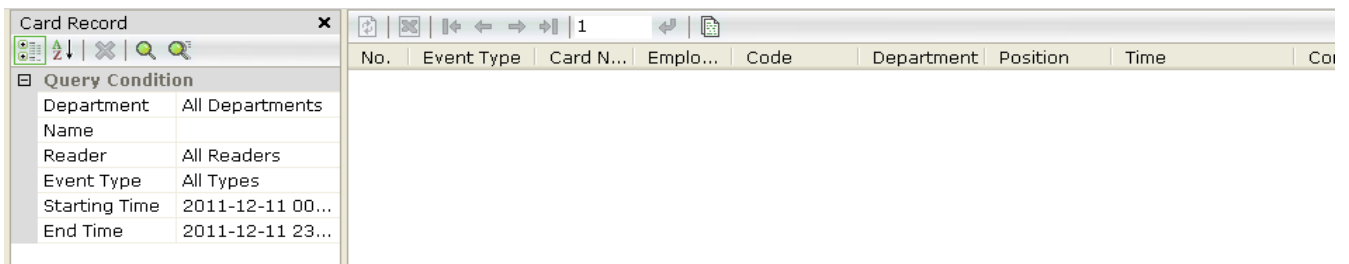 Card Record
Query Condition
Department All Departments
Name
Reader All Readers
Event Type All Types
Starting Time 2011-12-11 00...
End Time 2011-12-11 23...
1
No. Event Type Card N... Emplo... Code Department Position Time Co